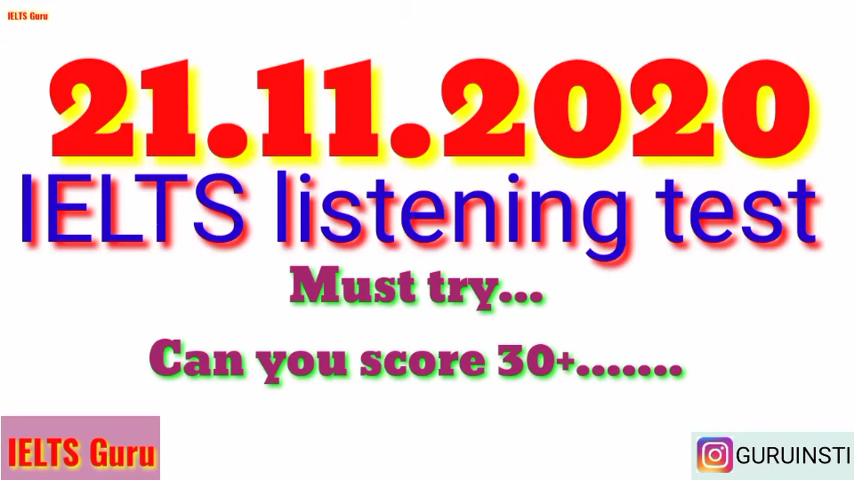 IELTS Guru
21.11.2020
IELTS listening test
Must try...
Can you score 30+.......
IELTS Guru
GURUINSTI